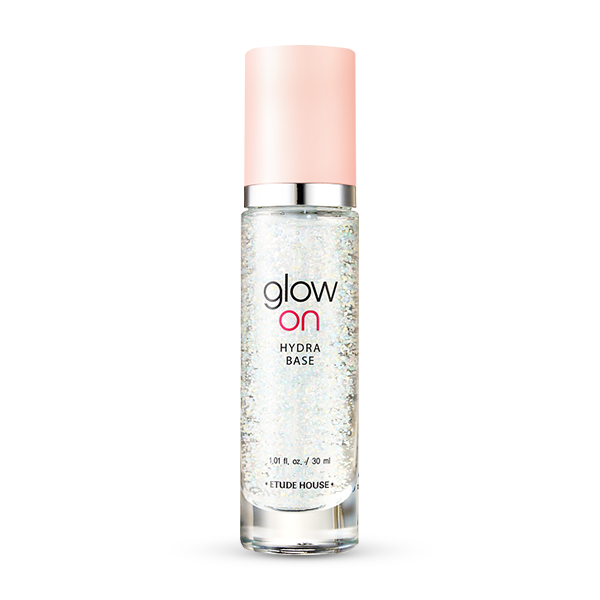 glow
on
HYDRA
BASE
1.01 fl. oz. / 30 ml
• ETUDE HOUSE •